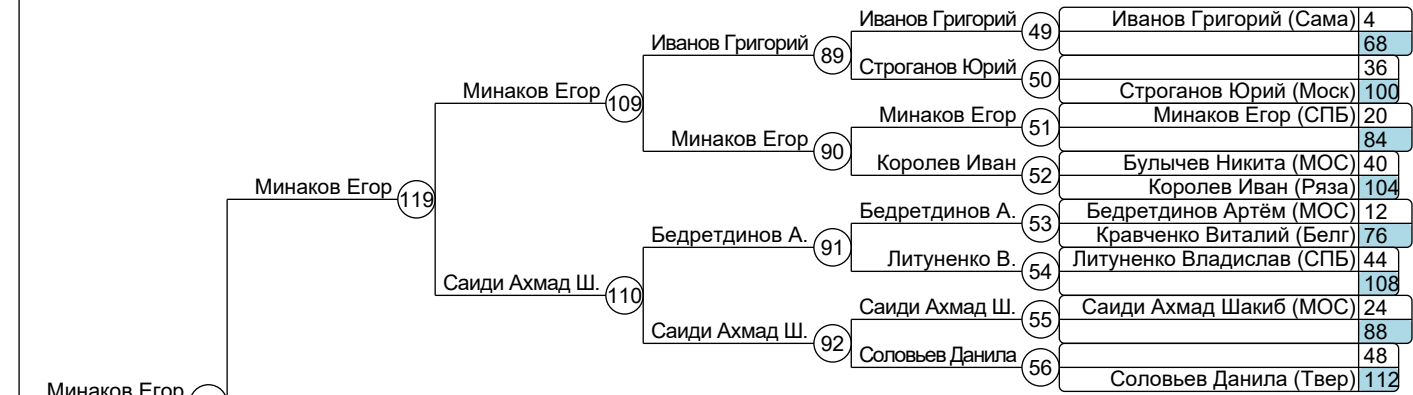 Иванов Григорий 49 Иванов Григорий (Сама) 4
68
Иванов Григорий 89
Строганов Юрий 50 36
Строганов Юрий (Моск) 100
Минаков Егор 109
Минаков Егор 51 Минаков Егор (СПБ) 20
84
Минаков Егор 90
Королев Иван 52 Булычев Никита (МОС) 40
Королев Иван (Ряза) 104
Минаков Егор 119
Бедретдинов А. 53 Бедретдинов Артём (МОС) 12
Кравченко Виталий (Белг) 76
Бедретдинов А. 91
Литуненко В. 54 Литуненко Владислав (СПБ) 44
108
Саиди Ахмад Ш. 110
Саиди Ахмад Ш. 55 Саиди Ахмад Шакиб (МОС) 24
88
Саиди Ахмад Ш. 92
Соловьев Данила 56 48
Соловьев Данила (Твер) 112
Минаков Егор